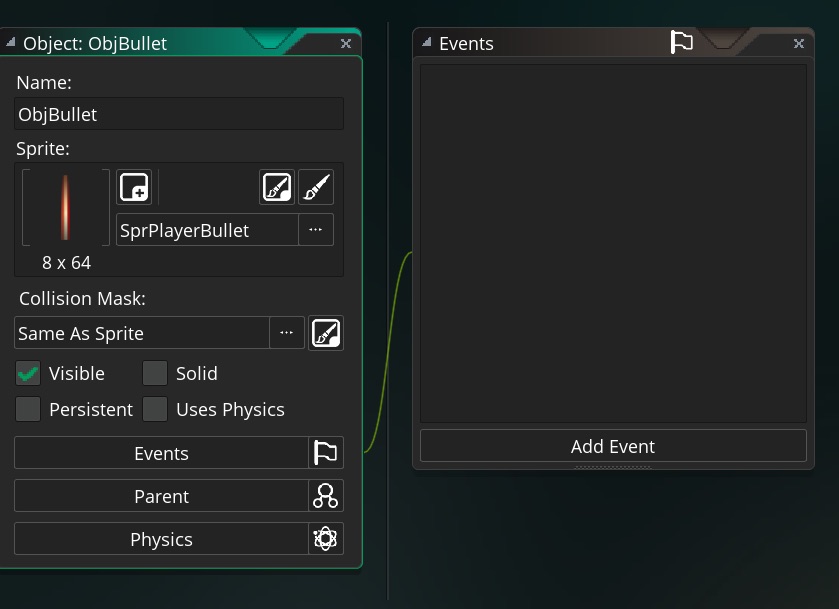 Object: ObjBullet
Name:
ObjBullet
Sprite:
SprPlayerBullet
...
8 x 64
Collision Mask:
Same As Sprite
...
Visible
Solid
Persistent
Uses Physics
Events
Parent
Physics
Events
Add Event